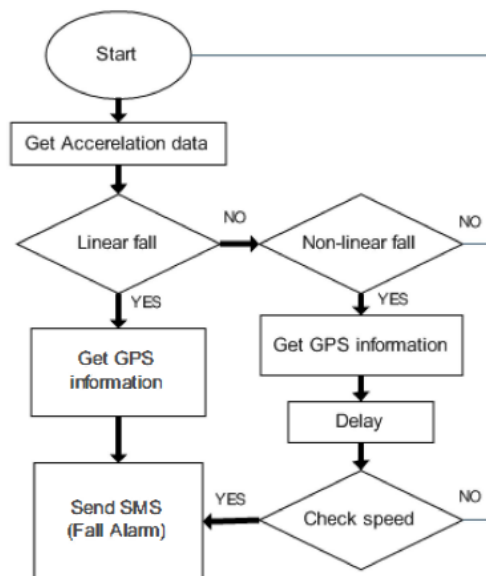 Start
Get Accerelation data
Linear fall
NO
Non-linear fall
NO
YES
YES
Get GPS
information
Get GPS information
Delay
Send SMS
(Fall Alarm)
YES
Check speed
NO